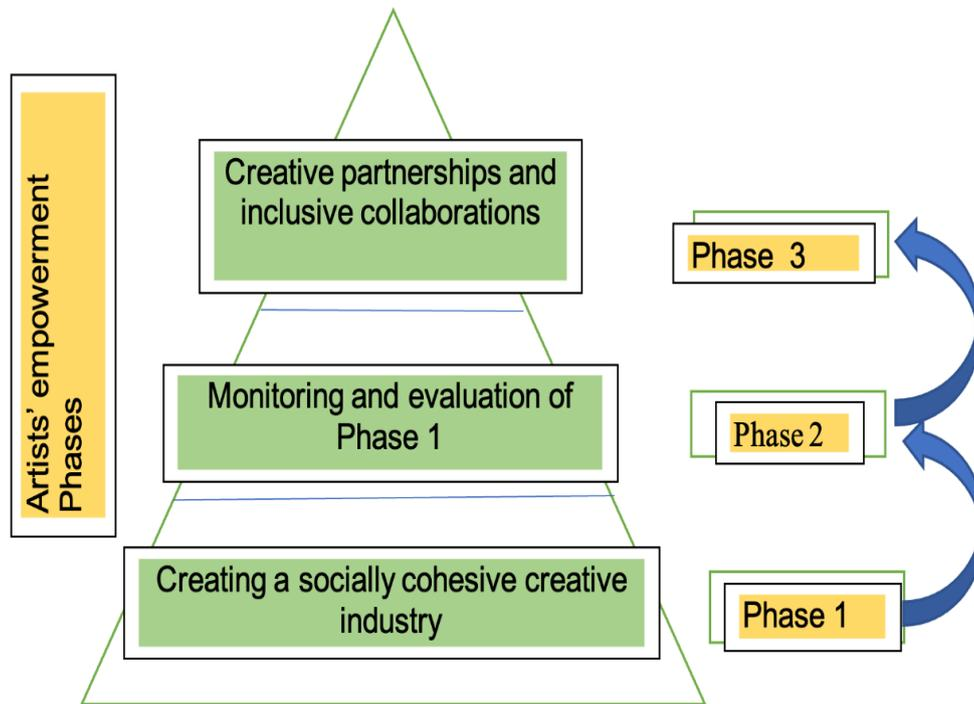 Artists’ empowerment
Phases
Creative partnerships and
inclusive collaborations
Phase 3
Monitoring and evaluation of
Phase 1
Phase 2
Creating a socially cohesive creative
industry
Phase 1